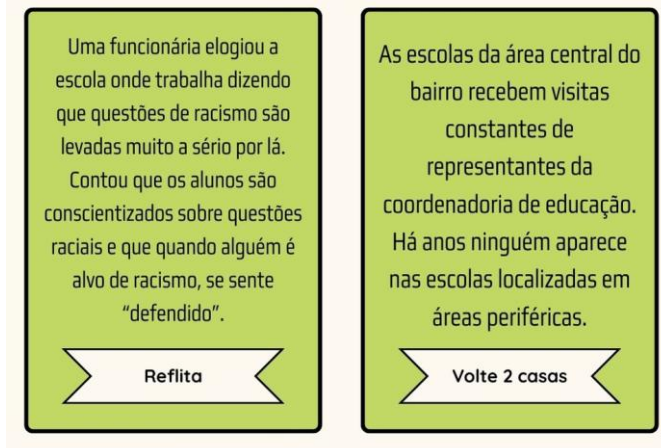 Uma funcionária elogiou a
escola onde trabalha dizendo
que questões de racismo são
levadas muito a sério por lá.
Contou que os alunos são
conscientizados sobre questões
raciais e que quando alguém é
alvo de racismo, se sente
“defendido”.
Reflita
As escolas da área central do
bairro recebem visitas
constantes de
representantes da
coordenadoria de educação.
Há anos ninguém aparece
nas escolas localizadas em
áreas periféricas.
Volte 2 casas